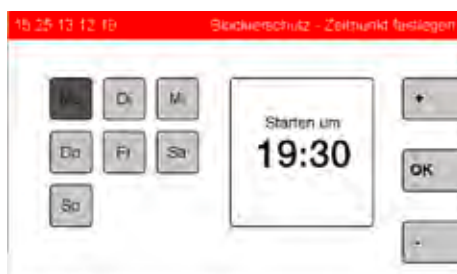 15:25 13.12.19 Blockierschutz - Zeitpunkt festlegen
Mo Di Mi
Do Fr Sa
So
Starten um
19:30
+
OK
-